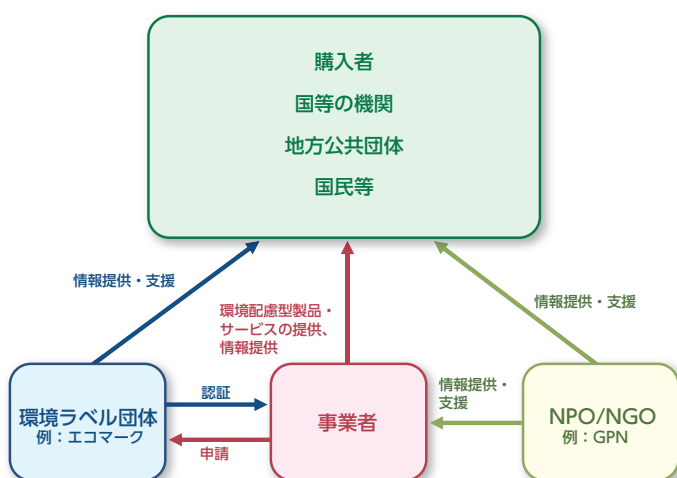 購入者
国等の機関
地方公共団体
国民等
情報提供・支援
環境配慮型製品・
サービスの提供、
情報提供
情報提供・支援
環境ラベル団体
例：エコマーク
認証
申請
事業者
情報提供・
支援
NPO/NGO
例：GPN